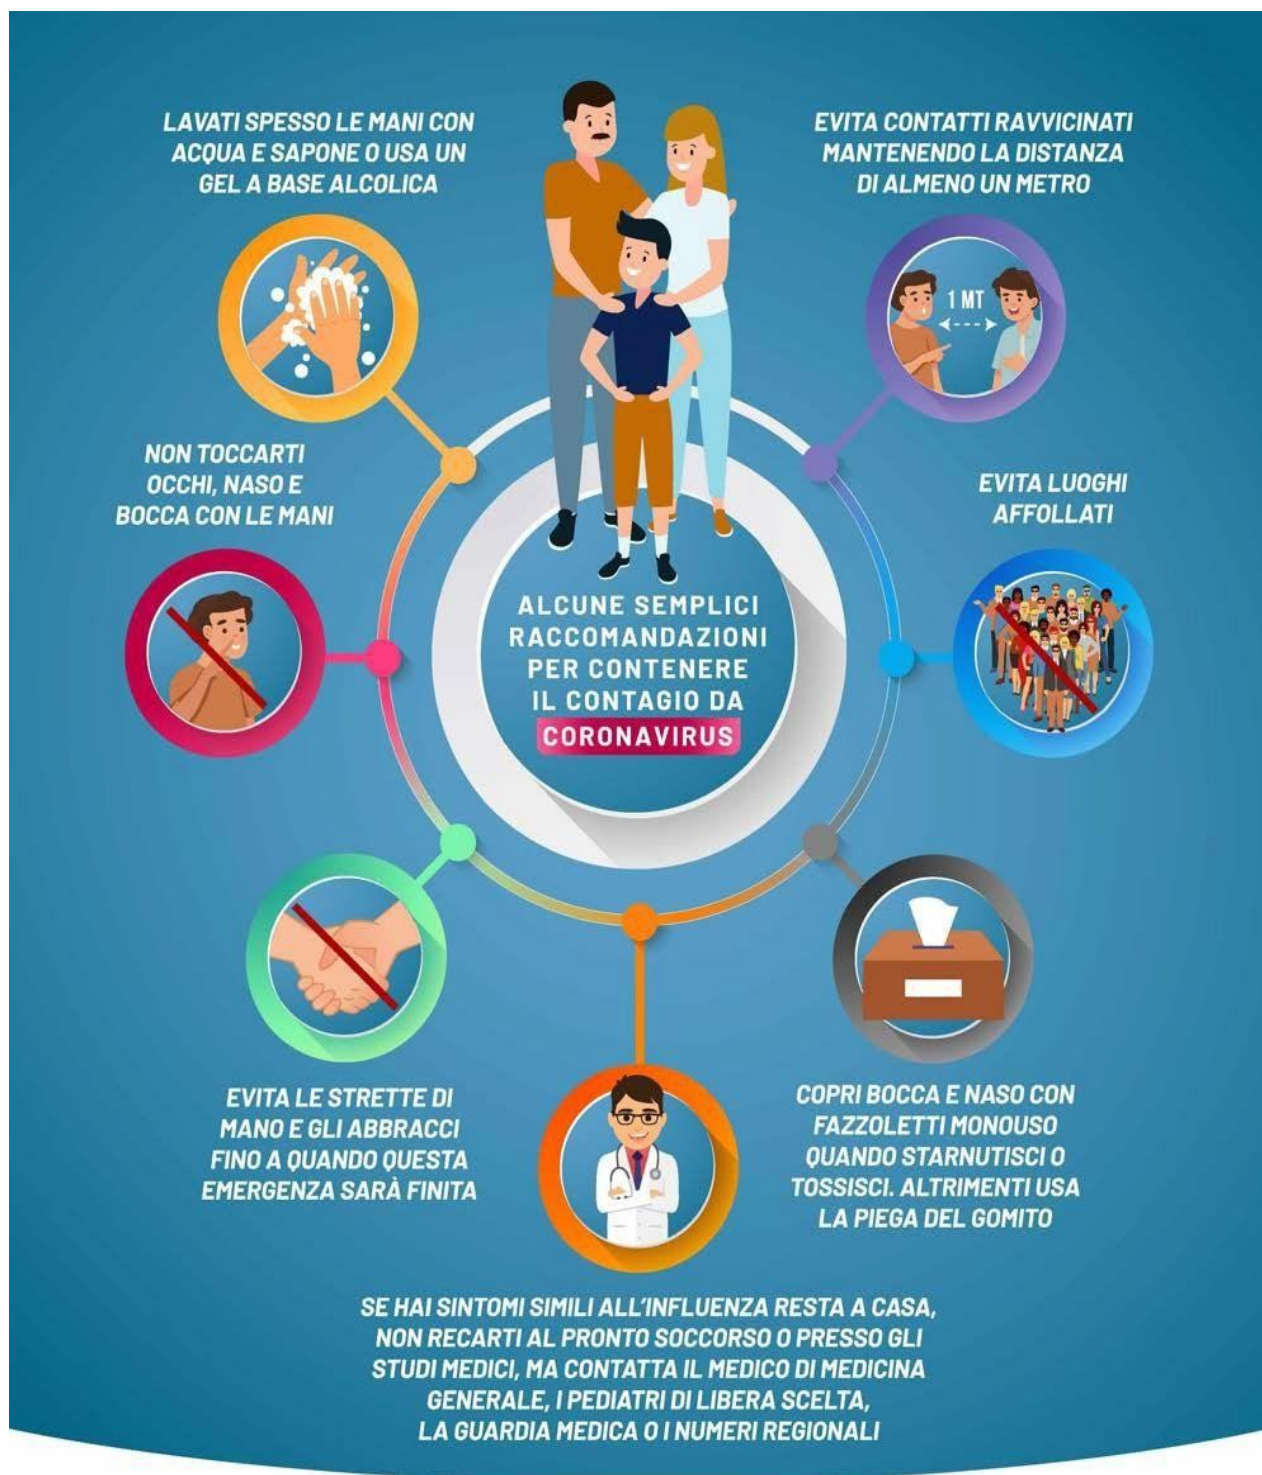 LAVATI SPESSO LE MANI CON
ACQUA E SAPONE O USA UN
GEL A BASE ALCOLICA
EVITA CONTATTI RAVVICINATI
MANTENENDO LA DISTANZA
DI ALMENO UN METRO
1 MT
NON TOCCARTI
OCCHI, NASO E
BOCCA CON LE MANI
EVITA LUOGHI
AFFOLLATI
ALCUNE SEMPLICI
RACCOMANDAZIONI
PER CONTENERE
IL CONTAGIO DA
CORONAVIRUS
EVITA LE STRETTE DI
MANO E GLI ABBRACCI
FINO A QUANDO QUESTA
EMERGENZA SARÀ FINITA
COPRI BOCCA E NASO CON
FAZZOLETTI MONOUSO
QUANDO STARNUTISCI O
TOSSISCI. ALTRIMENTI USA
LA PIEGA DEL GOMITO
SE HAI SINTOMI SIMILI ALL'INFLUENZA RESTA A CASA,
NON RECARTI AL PRONTO SOCCORSO O PRESSO GLI
STUDI MEDICI, MA CONTATTA IL MEDICO DI MEDICINA
GENERALE, I PEDIATRI DI LIBERA SCELTA,
LA GUARDIA MEDICA O I NUMERI REGIONALI